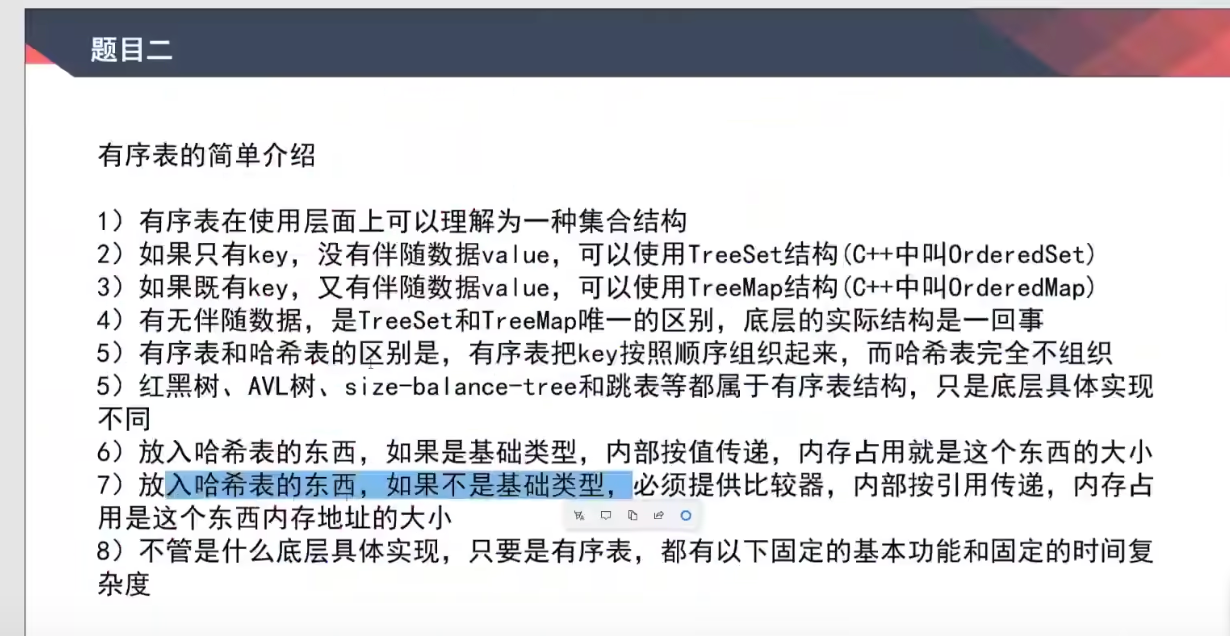 题目二
有序表的简单介绍
1）有序表在使用层面上可以理解为一种集合结构
2）如果只有key，没有伴随数据value，可以使用TreeSet结构(C++中叫OrderedSet)
3）如果既有key，又有伴随数据value，可以使用TreeMap结构(C++中叫OrderedMap)
4）有无伴随数据，是TreeSet和TreeMap唯一的区别，底层的实际结构是一回事
5）有序表和哈希表的区别是，有序表把key按照顺序组织起来，而哈希表完全不组织
5）红黑树、AVL树、size-balance-tree和跳表等都属于有序表结构，只是底层具体实现
不同
6）放入哈希表的东西，如果是基础类型，内部按值传递，内存占用就是这个东西的大小
7）放入哈希表的东西，如果不是基础类型，必须提供比较器，内部按引用传递，内存占
用是这个东西内存地址的大小
8）不管是什么底层具体实现，只要是有序表，都有以下固定的基本功能和固定的时间复
杂度